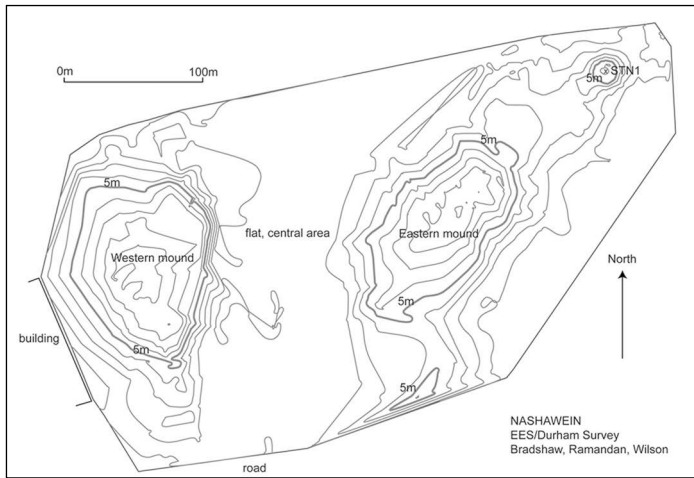 0m 100m
STN1
5m
5m
5m
flat, central area
Eastern mound
Western mound
North
5m
building
5m
5m
NASHAWEIN
EES/Durham Survey
Bradshaw, Ramandan, Wilson
road